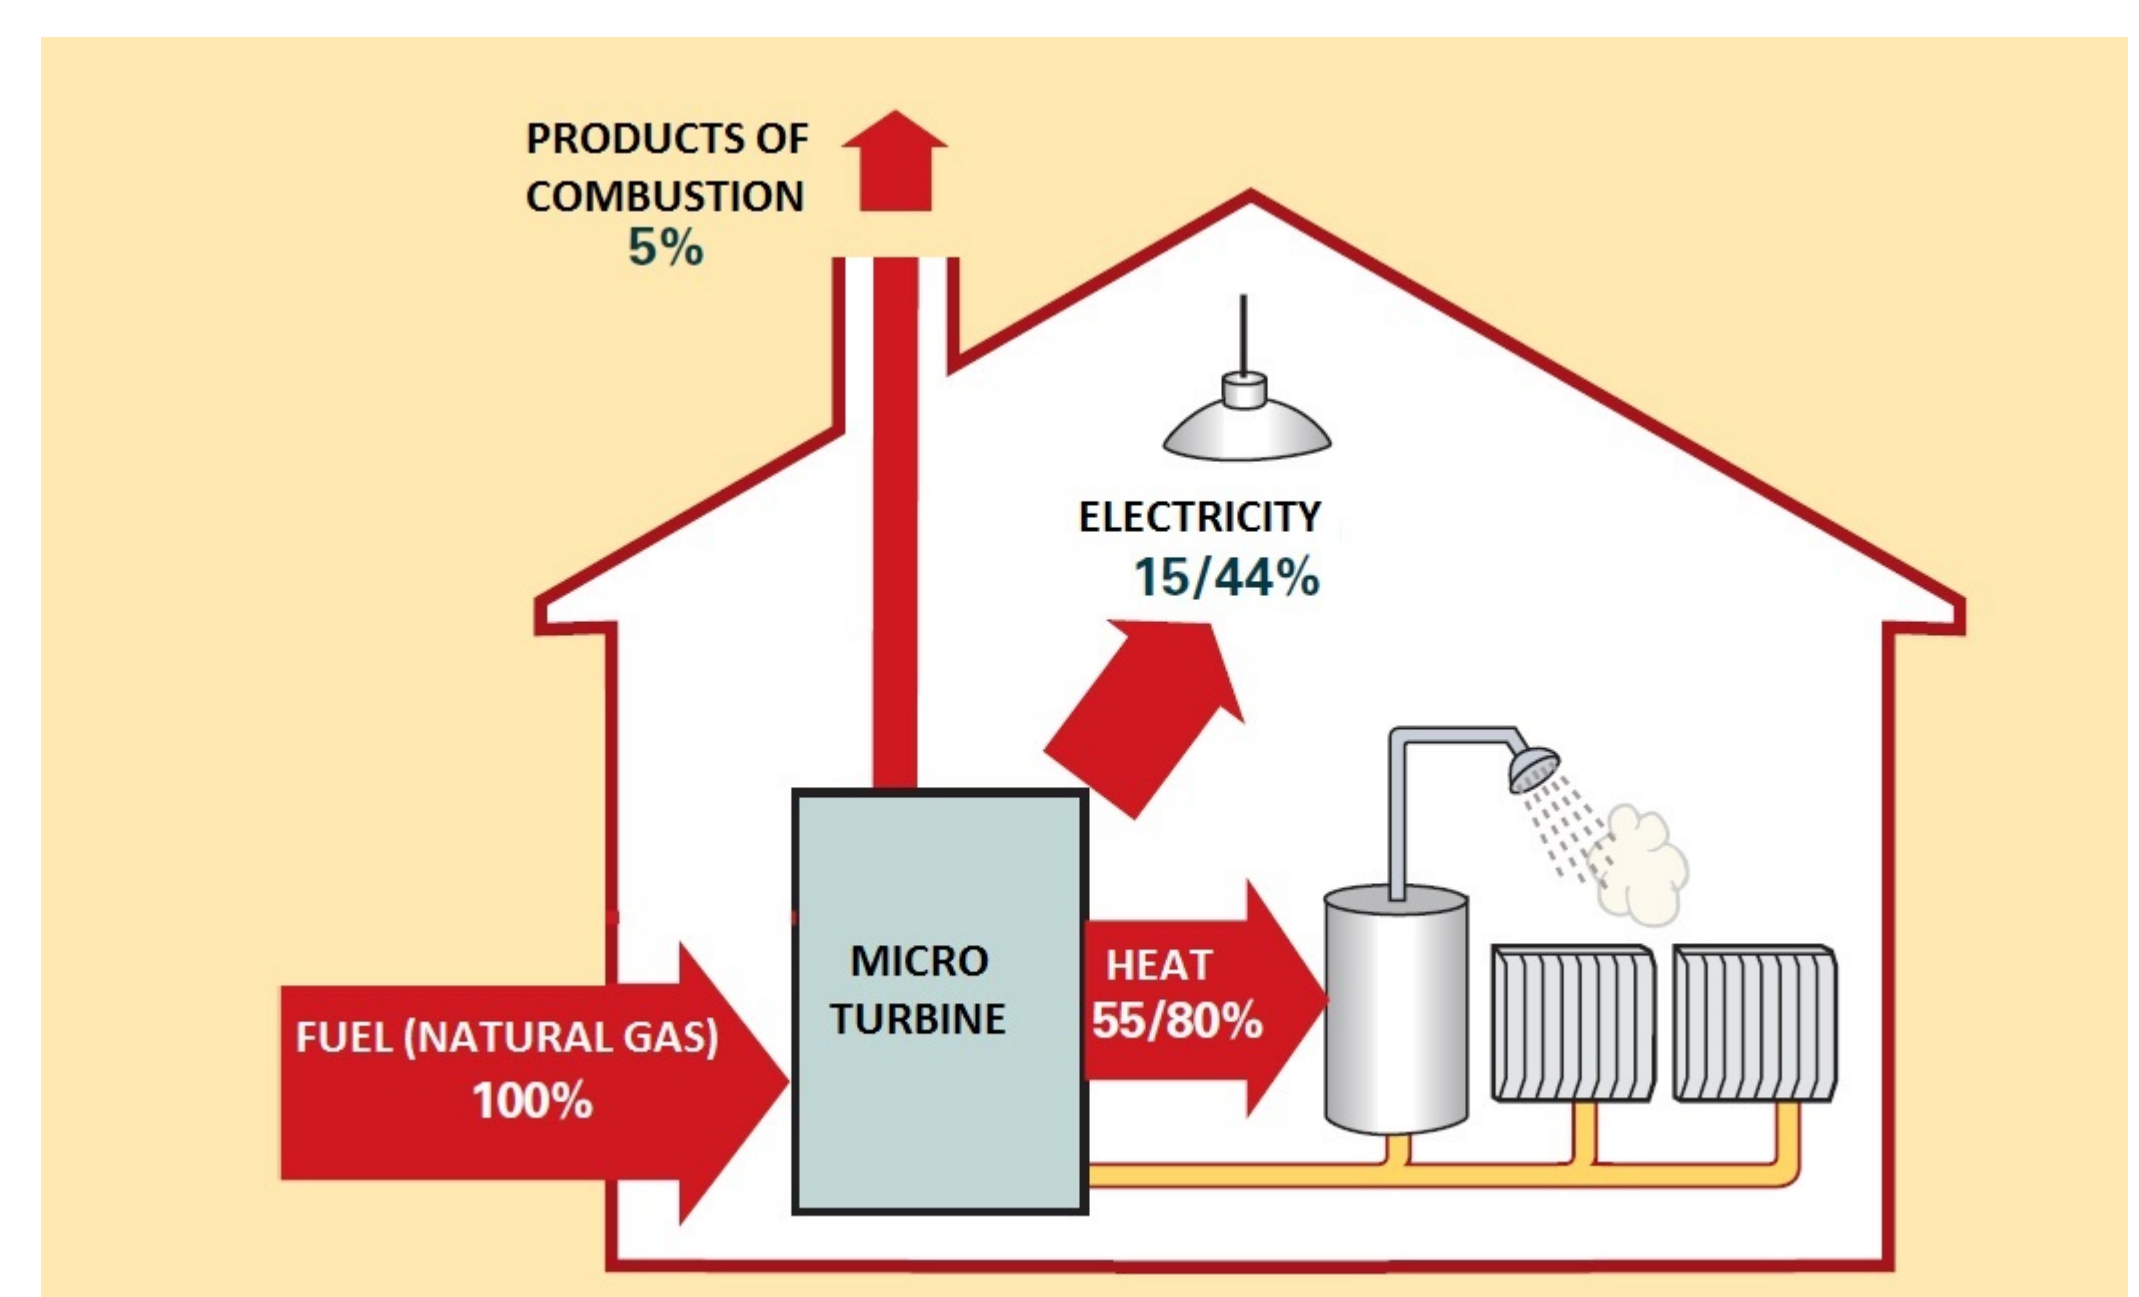 PRODUCTS OF
COMBUSTION
5%
ELECTRICITY
15/44%
MICRO
TURBINE
HEAT
55/80%
FUEL (NATURAL GAS)
100%